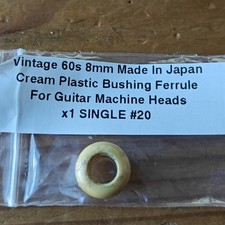 Vintage 60s 8mm Made In Japan
Cream Plastic Bushing Ferrule
For Guitar Machine Heads
x1 SINGLE #20